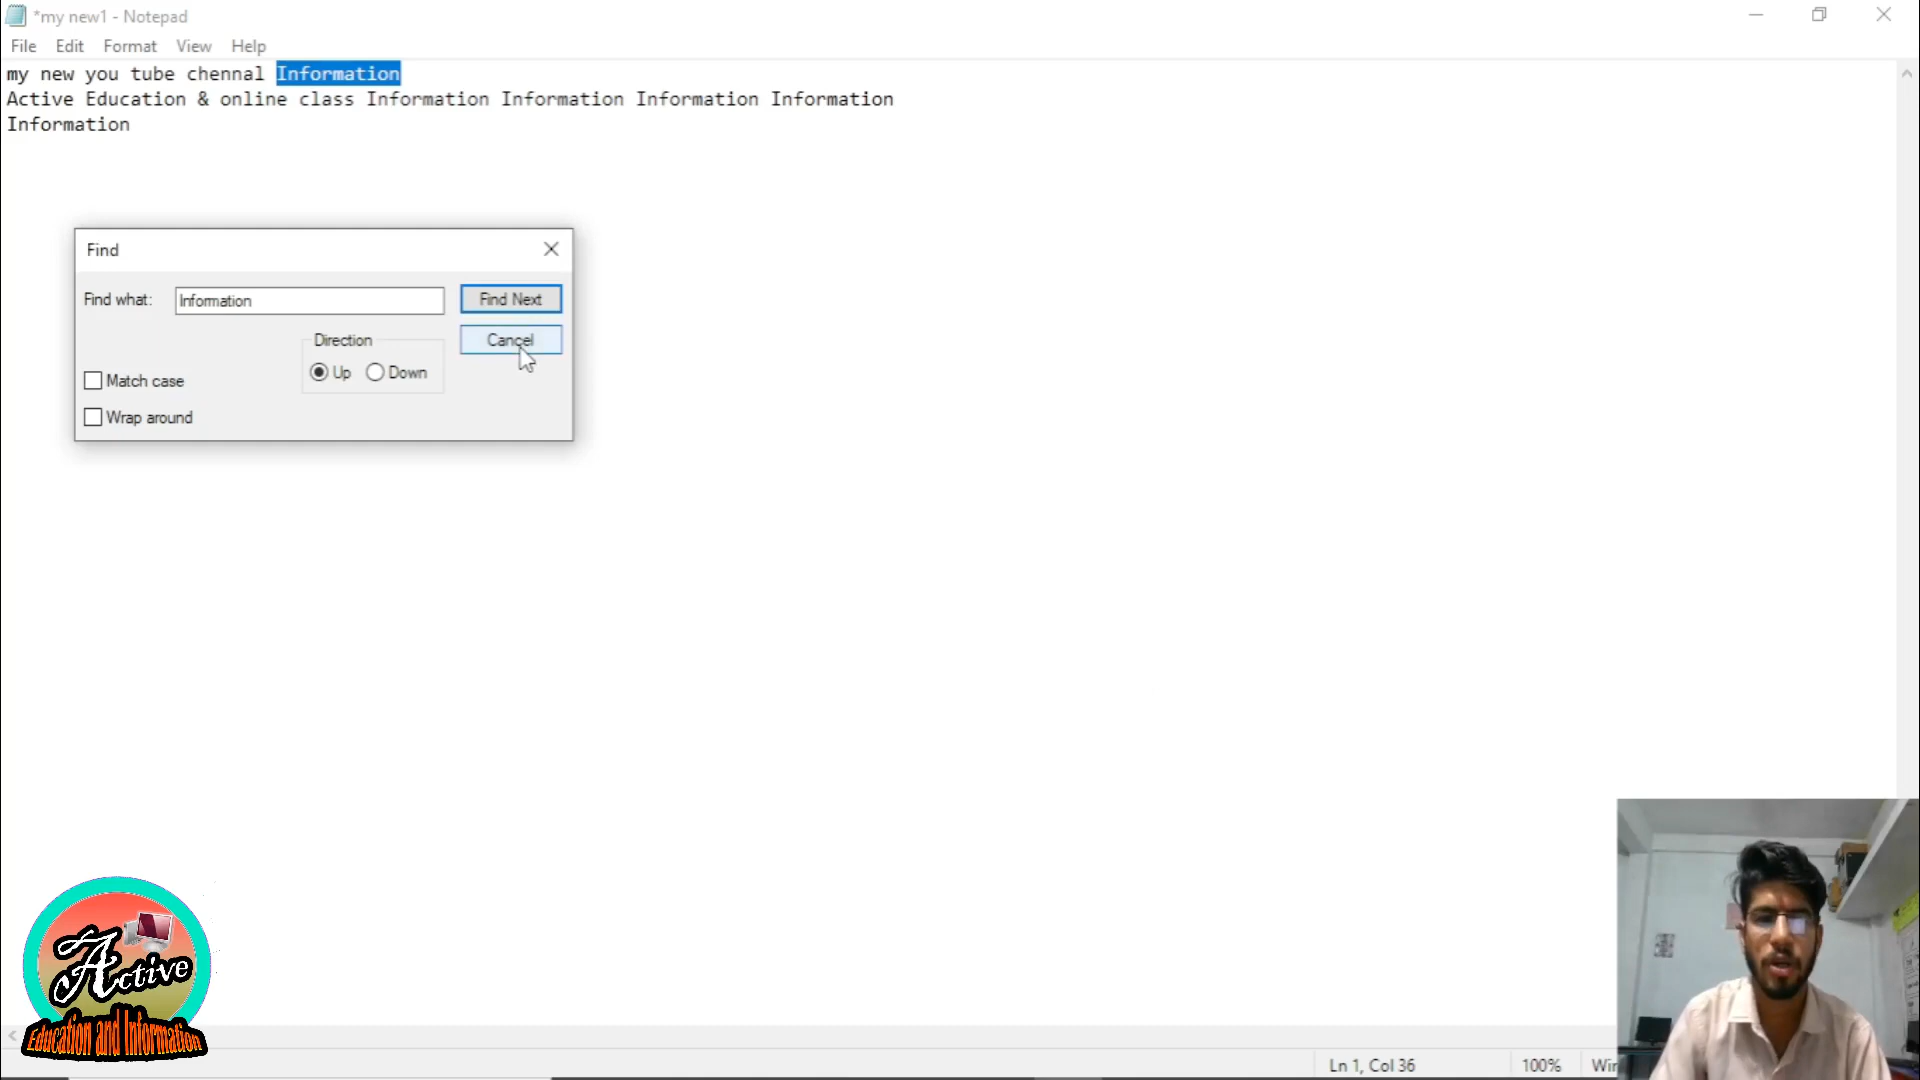 *my new1 - Notepad
File Edit Format View Help
my new you tube chennal Information
Active Education & online class Information Information Information Information
Information
Find
Find what: Information Find Next
Direction Cancel
Up Down
Match case
Wrap around
Active
Education and Information
Ln 1, Col 36 100% Win